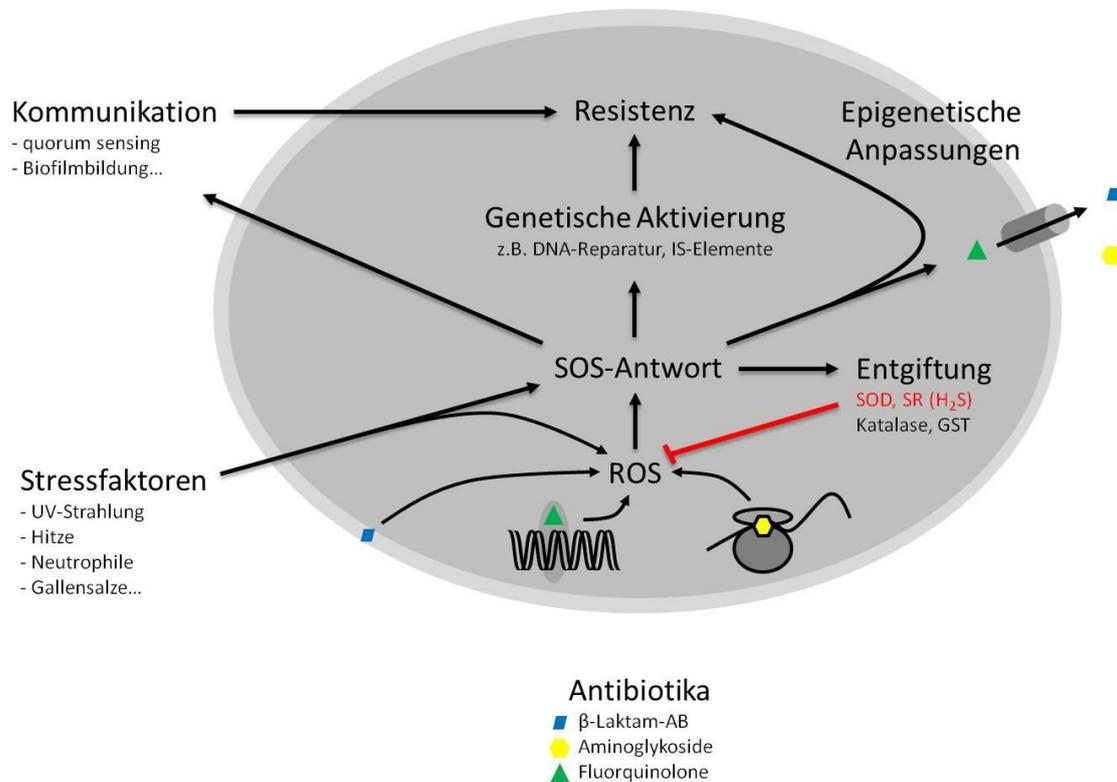 Kommunikation
- quorum sensing
- Biofilmbildung...
Resistenz
Epigenetische
Anpassungen
Genetische Aktivierung
z.B. DNA-Reparatur, IS-Elemente
SOS-Antwort
Entgiftung
SOD, SR (H₂S)
Katalase, GST
ROS
Stressfaktoren
- UV-Strahlung
- Hitze
- Neutrophile
- Gallensalze...
Antibiotika
β-Laktam-AB
Aminoglykoside
Fluorquinolone